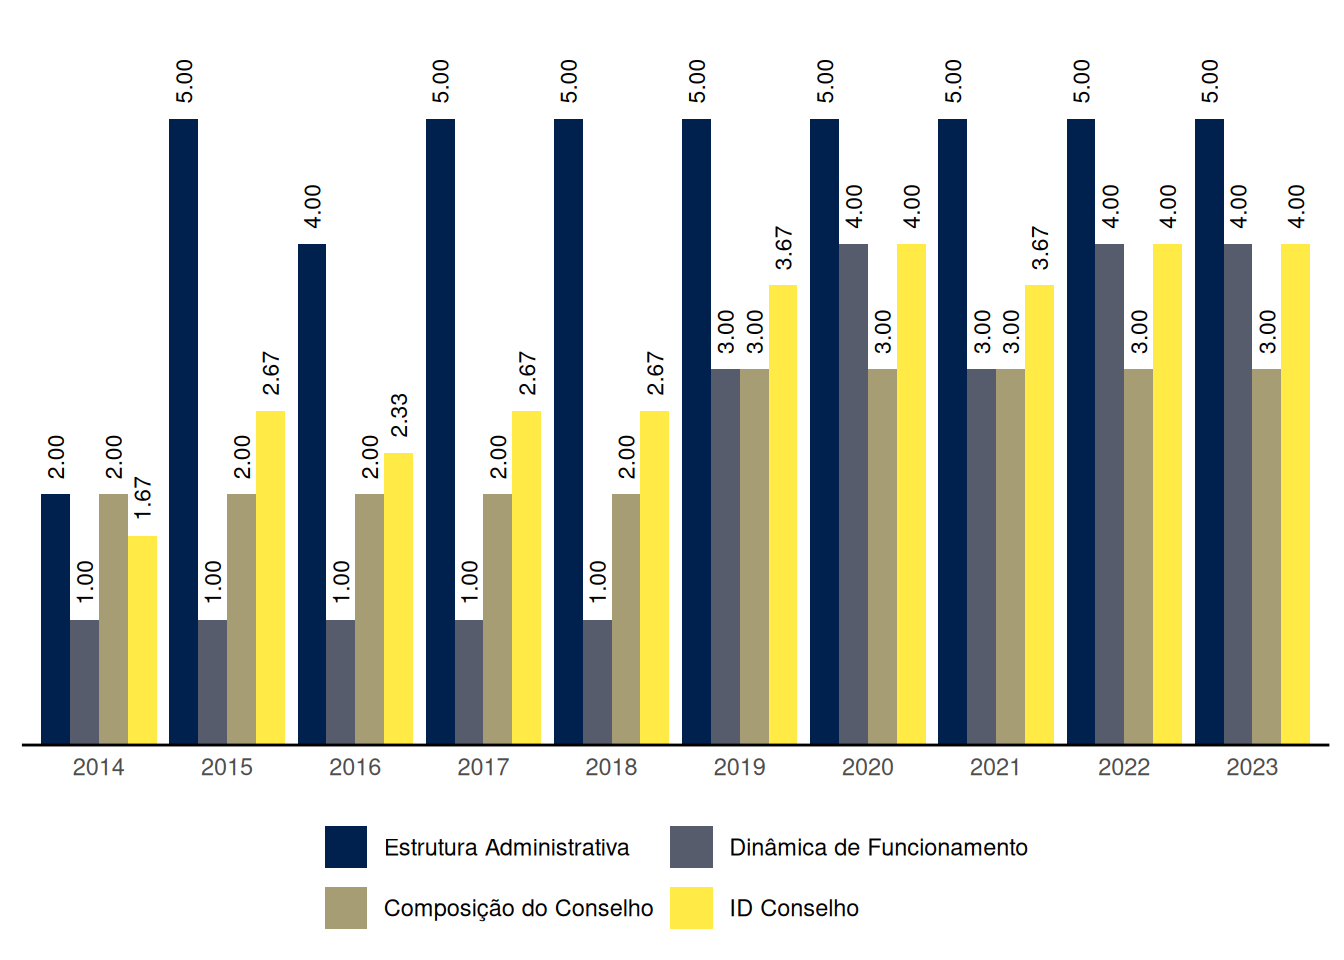 2.00 1.00 2.00 1.67
5.00 1.00 2.00 2.67
4.00 1.00 2.00 2.33
5.00 1.00 2.00 2.67
5.00 1.00 2.00 2.67
5.00 3.00 3.00 3.67
5.00 4.00 3.00 4.00
5.00 3.00 3.00 3.67
5.00 4.00 3.00 4.00
5.00 4.00 3.00 4.00
2014 2015 2016 2017 2018 2019 2020 2021 2022 2023
Estrutura Administrativa Dinâmica de Funcionamento
Composição do Conselho ID Conselho